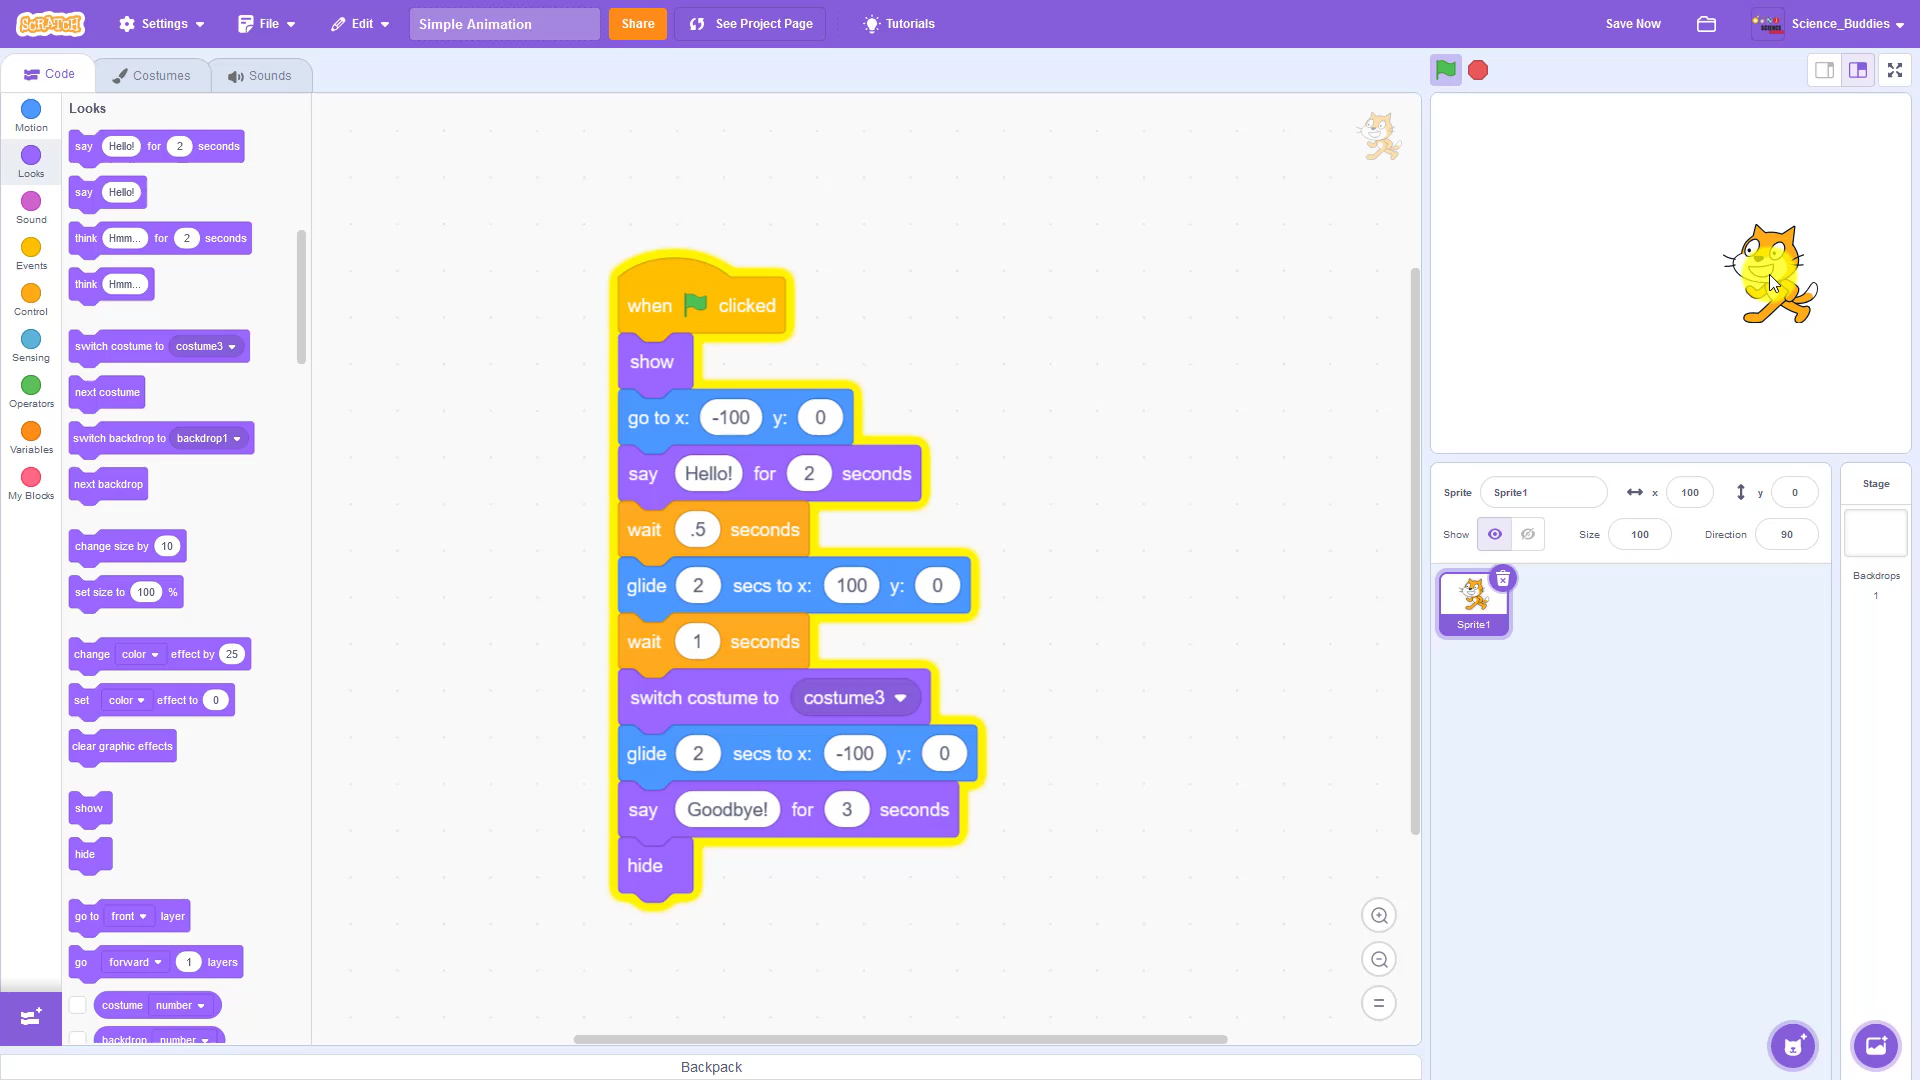 SCRATCH Settings File Edit Simple Animation Share See Project Page Tutorials Save Now Science_Buddies
Code Costumes Sounds
Motion
Looks
Sound
Events
Control
Sensing
Operators
Variables
My Blocks
Looks
say Hello! for 2 seconds
say Hello!
think Hmm... for 2 seconds
think Hmm...
switch costume to costume3
next costume
switch backdrop to backdrop1
next backdrop
change size by 10
set size to 100 %
change color effect by 25
set color effect to 0
clear graphic effects
show
hide
go to front layer
go forward 1 layers
costume number
backdrop number
when clicked
show
go to x: -100 y: 0
say Hello! for 2 seconds
wait .5 seconds
glide 2 secs to x: 100 y: 0
wait 1 seconds
switch costume to costume3
glide 2 secs to x: -100 y: 0
say Goodbye! for 3 seconds
hide
Backpack
Sprite Sprite1 x 100 y 0
Show Size 100 Direction 90
Sprite1
Stage
Backdrops
1